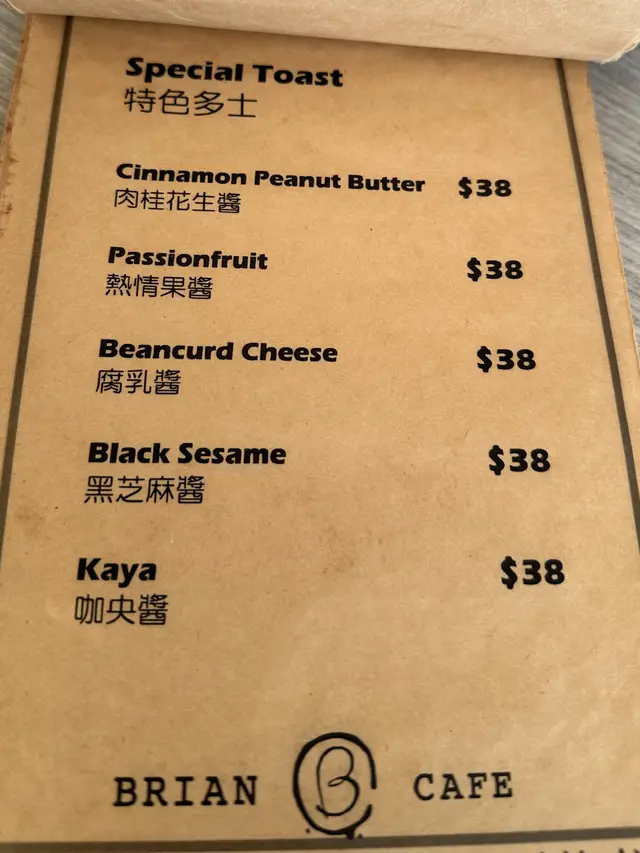 Special Toast
特色多士
Cinnamon Peanut Butter $38
肉桂花生醬
Passionfruit $38
熱情果醬
Beancurd Cheese $38
腐乳醬
Black Sesame $38
黑芝麻醬
Kaya $38
咖央醬
BRIAN B CAFE